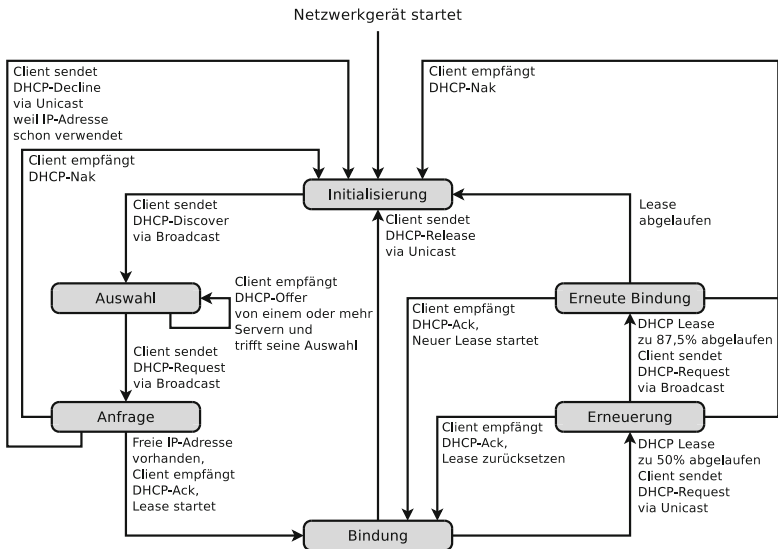 Netzwerkgerät startet
Client sendet
DHCP-Decline
via Unicast
weil IP-Adresse
schon verwendet
Client empfängt
DHCP-Nak
Client empfängt
DHCP-Nak
Initialisierung
Client sendet
DHCP-Discover
via Broadcast
Client sendet
DHCP-Release
via Unicast
Lease
abgelaufen
Auswahl
Client empfängt
DHCP-Offer
von einem oder mehr
Servern und
trifft seine Auswahl
Erneute Bindung
Client empfängt
DHCP-Ack,
Neuer Lease startet
DHCP Lease
zu 87,5% abgelaufen
Client sendet
DHCP-Request
via Broadcast
Client sendet
DHCP-Request
via Broadcast
Anfrage
Erneuerung
Freie IP-Adresse
vorhanden,
Client empfängt
DHCP-Ack,
Lease startet
Client empfängt
DHCP-Ack,
Lease zurücksetzen
DHCP Lease
zu 50% abgelaufen
Client sendet
DHCP-Request
via Unicast
Bindung